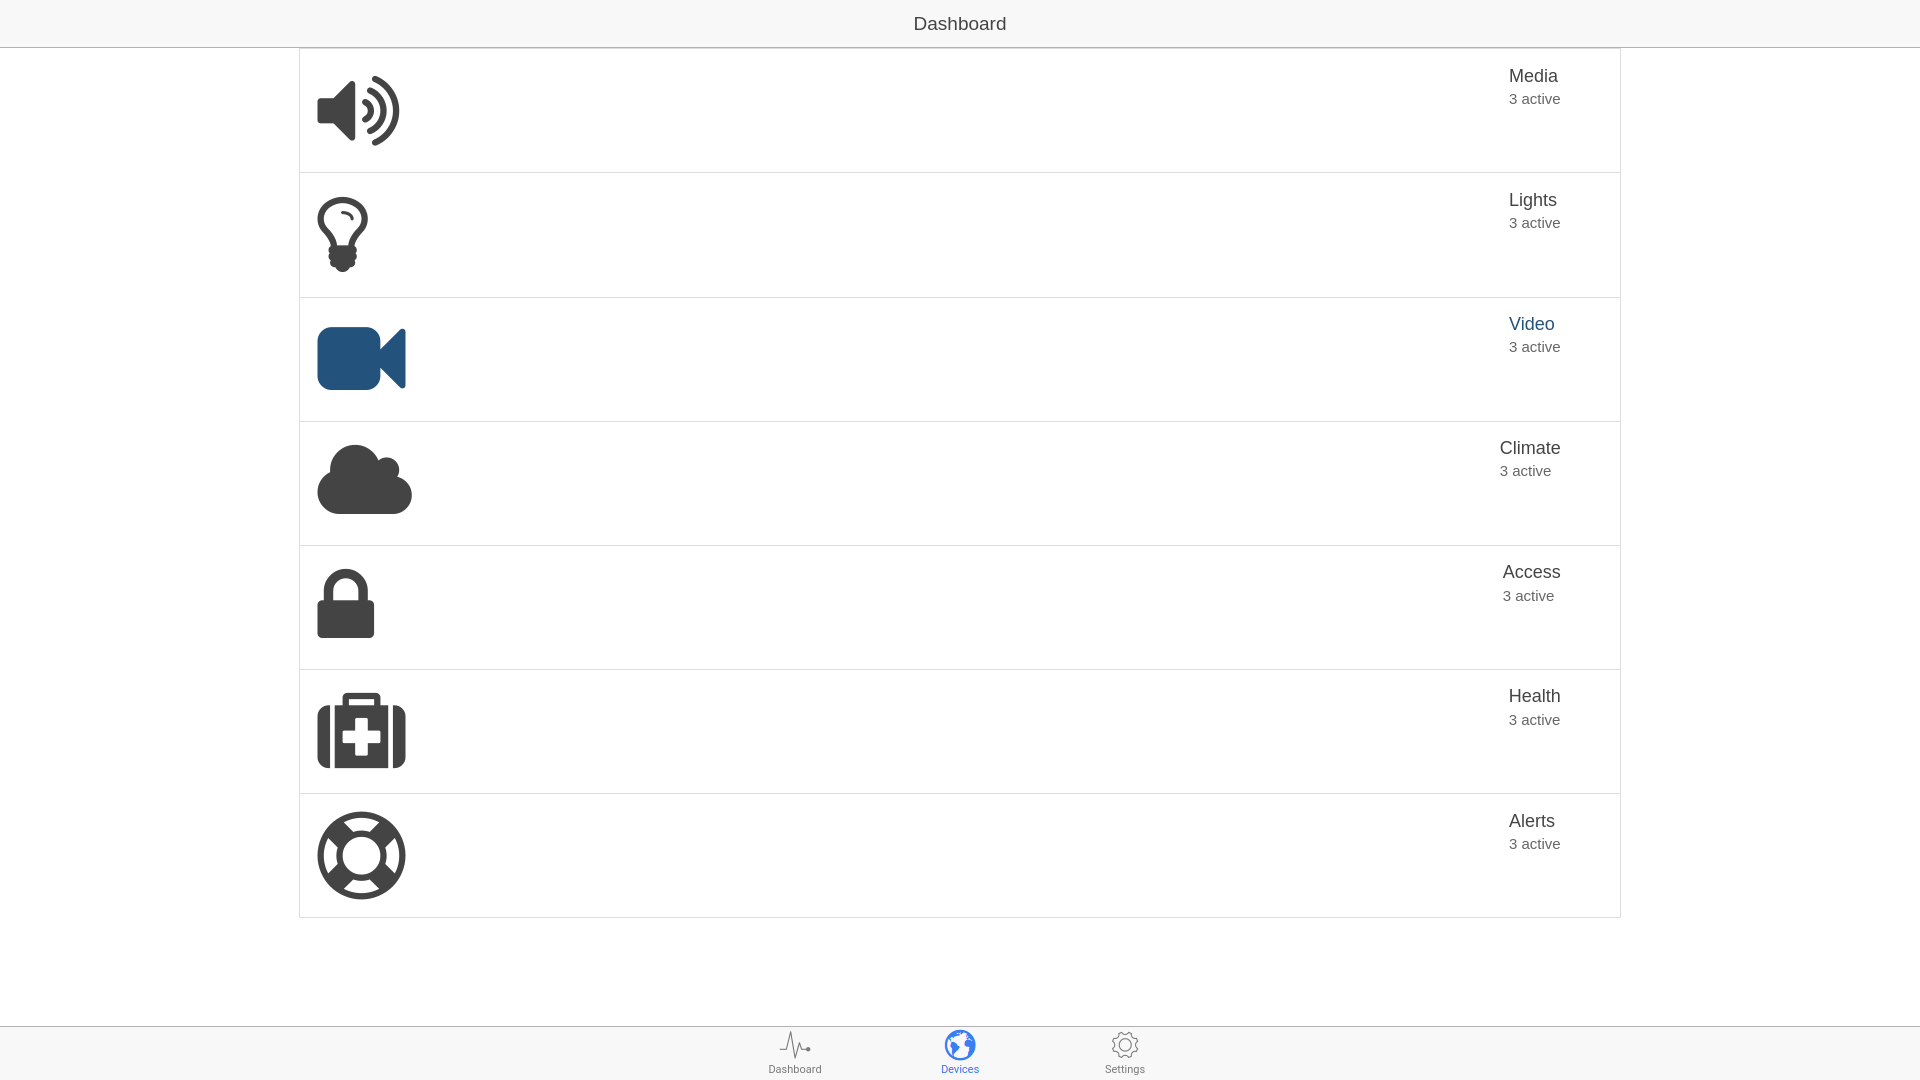 Dashboard
Media
3 active
Lights
3 active
Video
3 active
Climate
3 active
Access
3 active
Health
3 active
Alerts
3 active
Dashboard
Devices
Settings